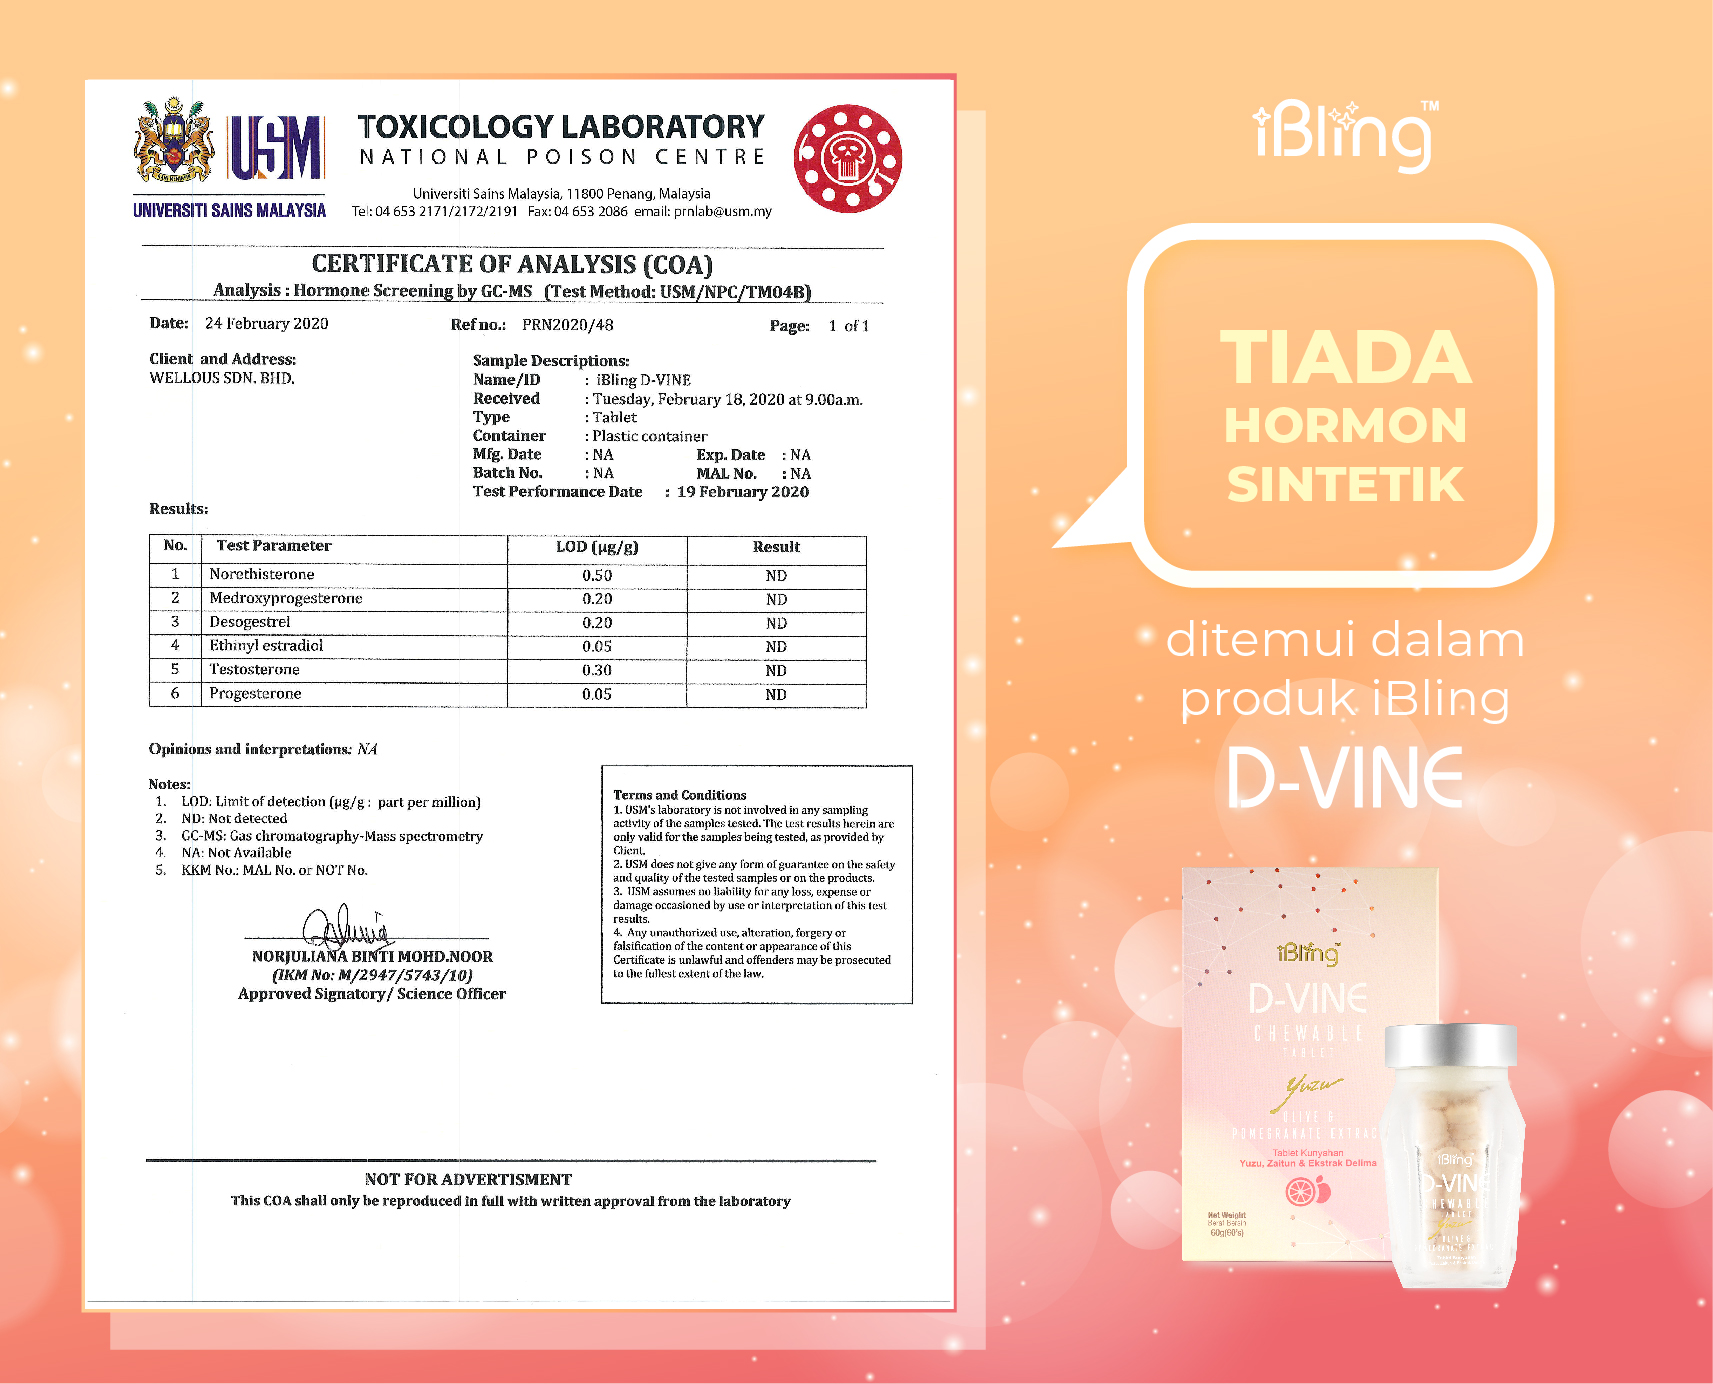 USM
UNIVERSITI SAINS MALAYSIA
TOXICOLOGY LABORATORY
NATIONAL POISON CENTRE
Universiti Sains Malaysia, 11800 Penang, Malaysia
Tel: 04 653 2171/2172/2191 Fax: 04 653 2086 email: prnlab@usm.my
CERTIFICATE OF ANALYSIS (COA)
Analysis : Hormone Screening by GC-MS (Test Method: USM/NPC/TM04B)
Date: 24 February 2020 Ref no.: PRN2020/48 Page: 1 of 1
Client and Address:
WELLOUS SDN. BHD.
Sample Descriptions:
Name/ID : iBling D-VINE
Received : Tuesday, February 18, 2020 at 9.00a.m.
Type : Tablet
Container : Plastic container
Mfg. Date : NA Exp. Date : NA
Batch No. : NA MAL No. : NA
Test Performance Date : 19 February 2020
Results:
No. Test Parameter LOD (µg/g) Result
1 Norethisterone 0.50 ND
2 Medroxyprogesterone 0.20 ND
3 Desogestrel 0.20 ND
4 Ethinyl estradiol 0.05 ND
5 Testosterone 0.30 ND
6 Progesterone 0.05 ND
Opinions and interpretations: NA
Notes:
1. LOD: Limit of detection (µg/g : part per million)
2. ND: Not detected
3. GC-MS: Gas chromatography-Mass spectrometry
4. NA: Not Available
5. KKM No.: MAL No. or NOT No.
NORJULIANA BINTI MOHD.NOOR
(IKM No: M/2947/5743/10)
Approved Signatory/ Science Officer
Terms and Conditions
1. USM's laboratory is not involved in any sampling
activity of the samples tested. The test results herein are
only valid for the samples being tested, as provided by
Client.
2. USM does not give any form of guarantee on the safety
and quality of the tested samples or on the products.
3. USM assumes no liability for any loss, expense or
damage occasioned by use or interpretation of this test
results.
4. Any unauthorized use, alteration, forgery or
falsification of the content or appearance of this
Certificate is unlawful and offenders may be prosecuted
to the fullest extent of the law.
NOT FOR ADVERTISMENT
This COA shall only be reproduced in full with written approval from the laboratory
iBling™
TIADA
HORMON
SINTETIK
ditemui dalam
produk iBling
D-VINE
iBling™
D-VINE
CHEWABLE
TABLET
Yuzu
OLIVE &
POMEGRANATE EXTRAC
Tablet Kunyahan
Yuzu, Zaitun & Ekstrak Delima
Net Weight
Berat Bersih
60g(60's)
iBling
D-VINE
CHEWABLE
TABLET
Yuzu
OLIVE &